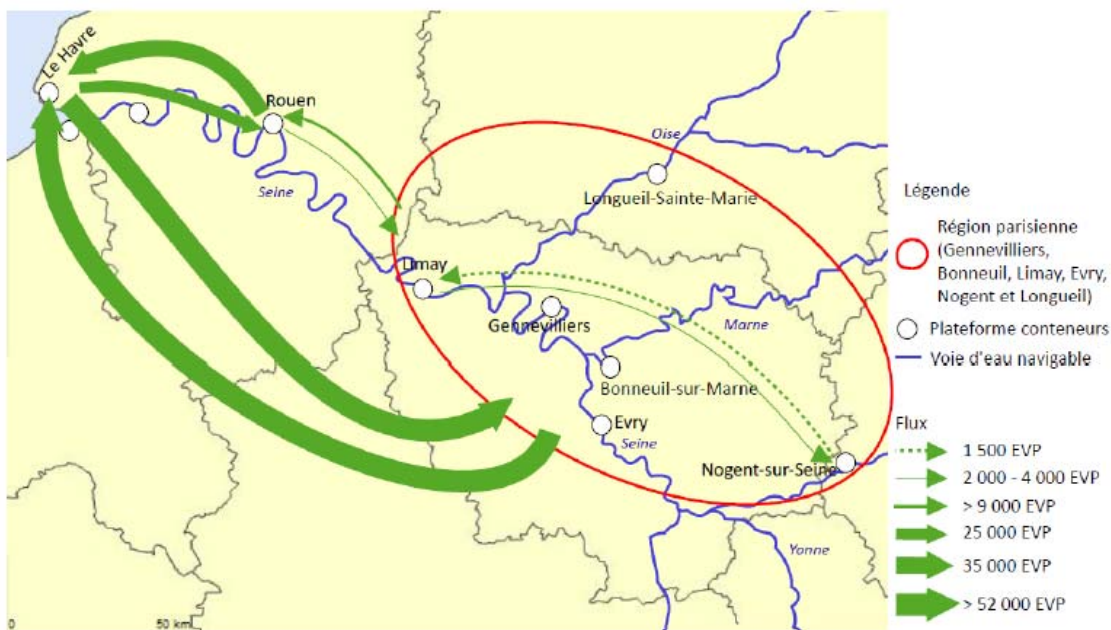 Le Havre
Rouen
Oise
Seine
Longueil-Sainte-Marie
Limay
Gennevilliers
Marne
Bonneuil-sur-Marne
Evry
Seine
Nogent-sur-Seine
Yonne
0
50 km
Légende
Région parisienne
(Gennevilliers,
Bonneuil, Limay, Evry,
Nogent et Longueil)
Plateforme conteneurs
Voie d'eau navigable
Flux
1 500 EVP
2 000 - 4 000 EVP
> 9 000 EVP
25 000 EVP
35 000 EVP
> 52 000 EVP